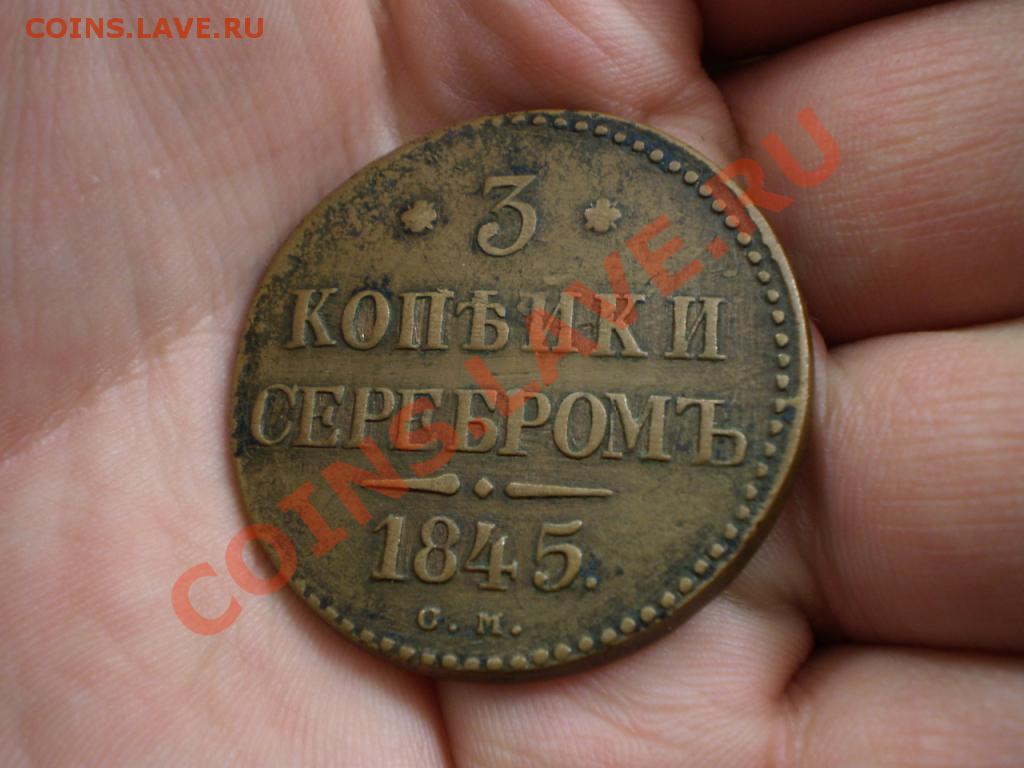 COINS.LAVE.RU
* 3 *
КОПѢЙКИ
СЕРЕБРОМЪ
1845.
С. М.
COINS.LAVE.RU